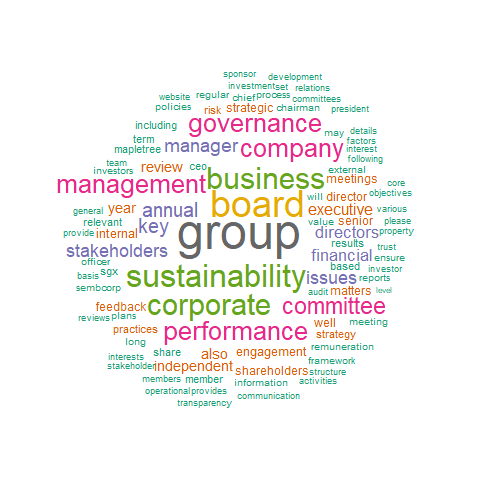 sponsor development
investment set relations
website regular chief process committees
policies risk strategic chairman president
including governance may details
term manager company factors
mapletree interest
team review ceo business external following
investors management meetings core
general year annual board will director objectives
relevant key executive various
provide internal group value senior please
stakeholders directors property
officer results trust
sgx financial based ensure
basis sustainability issues investor
sembcorp reports
feedback corporate audit matters level
reviews plans committee
practices performance well meeting
long strategy
share also engagement remuneration
interests independent framework
stakeholder shareholders structure
members member information activities
operational provides communication
transparency